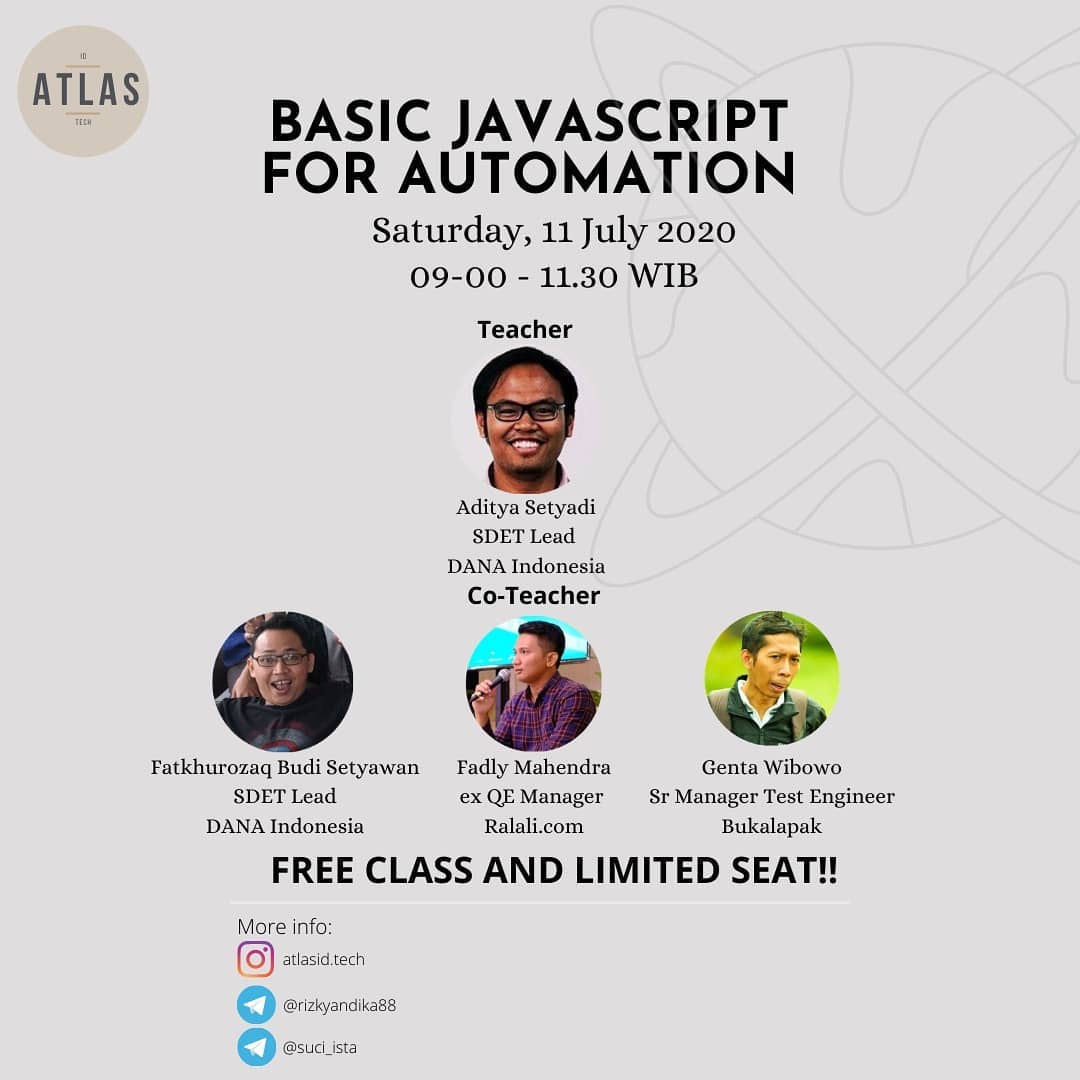 ID
ATLAS
TECH
BASIC JAVASCRIPT
FOR AUTOMATION
Saturday, 11 July 2020
09-00 - 11.30 WIB
Teacher
Aditya Setyadi
SDET Lead
DANA Indonesia
Co-Teacher
Fatkhurozaq Budi Setyawan
SDET Lead
DANA Indonesia
Fadly Mahendra
ex QE Manager
Ralali.com
Genta Wibowo
Sr Manager Test Engineer
Bukalapak
FREE CLASS AND LIMITED SEAT!!
More info:
atlasid.tech
@rizkyandika88
@suci_ista